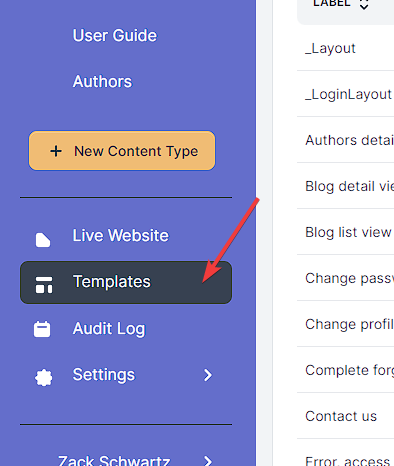 User Guide
Authors
+ New Content Type
Live Website
Templates
Audit Log
Settings
Zack Schwartz
LABEL
_Layout
_LoginLayout
Authors detai
Blog detail vie
Blog list view
Change passw
Change profil
Complete forg
Contact us
Error, access